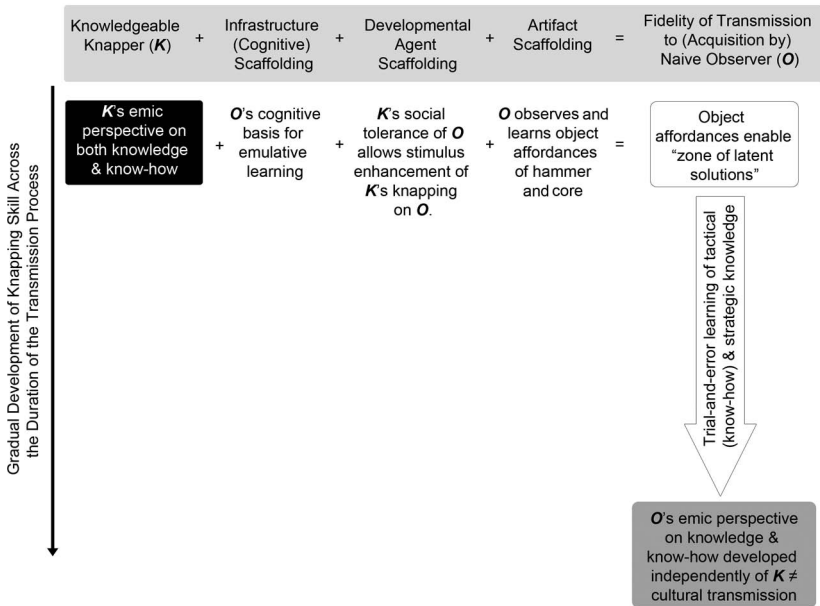 Knowledgeable
Knapper (K)
+
Infrastructure
(Cognitive)
Scaffolding
+
Developmental
Agent
Scaffolding
+
Artifact
Scaffolding
=
Fidelity of Transmission
to (Acquisition by)
Naive Observer (O)
Gradual Development of Knapping Skill Across
the Duration of the Transmission Process
K's emic
perspective on
both knowledge
& know-how
+
O's cognitive
basis for
emulative
learning
+
K's social
tolerance of O
allows stimulus
enhancement of
K's knapping
on O.
+
O observes and
learns object
affordances
of hammer
and core
=
Object
affordances enable
“zone of latent
solutions”
Trial-and-error learning of tactical
(know-how) & strategic knowledge
O's emic perspective
on knowledge &
know-how developed
independently of K ≠
cultural transmission